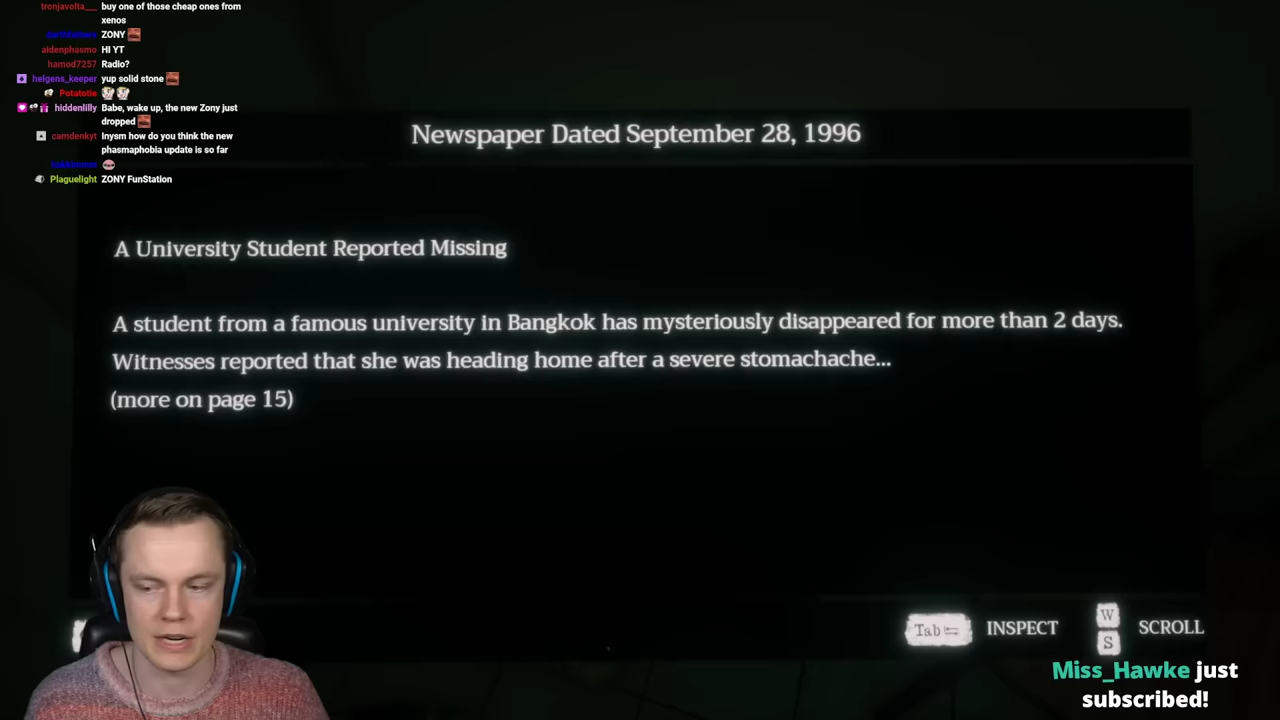 tronjavolta___ buy one of those cheap ones from
xenos
ZONY
aidenphasmo HI YT
hamod7257 Radio?
helgens_keeper yup solid stone
Potatotie
hiddenlilly Babe, wake up, the new Zony just
dropped
camdenkyt Inysm how do you think the new
phasmaphobia update is so far
Plaguelight ZONY FunStation
Newspaper Dated September 28, 1996
A University Student Reported Missing
A student from a famous university in Bangkok has mysteriously disappeared for more than 2 days.
Witnesses reported that she was heading home after a severe stomachache...
(more on page 15)
Tab INSPECT
W
S
SCROLL
Miss_Hawke just
subscribed!